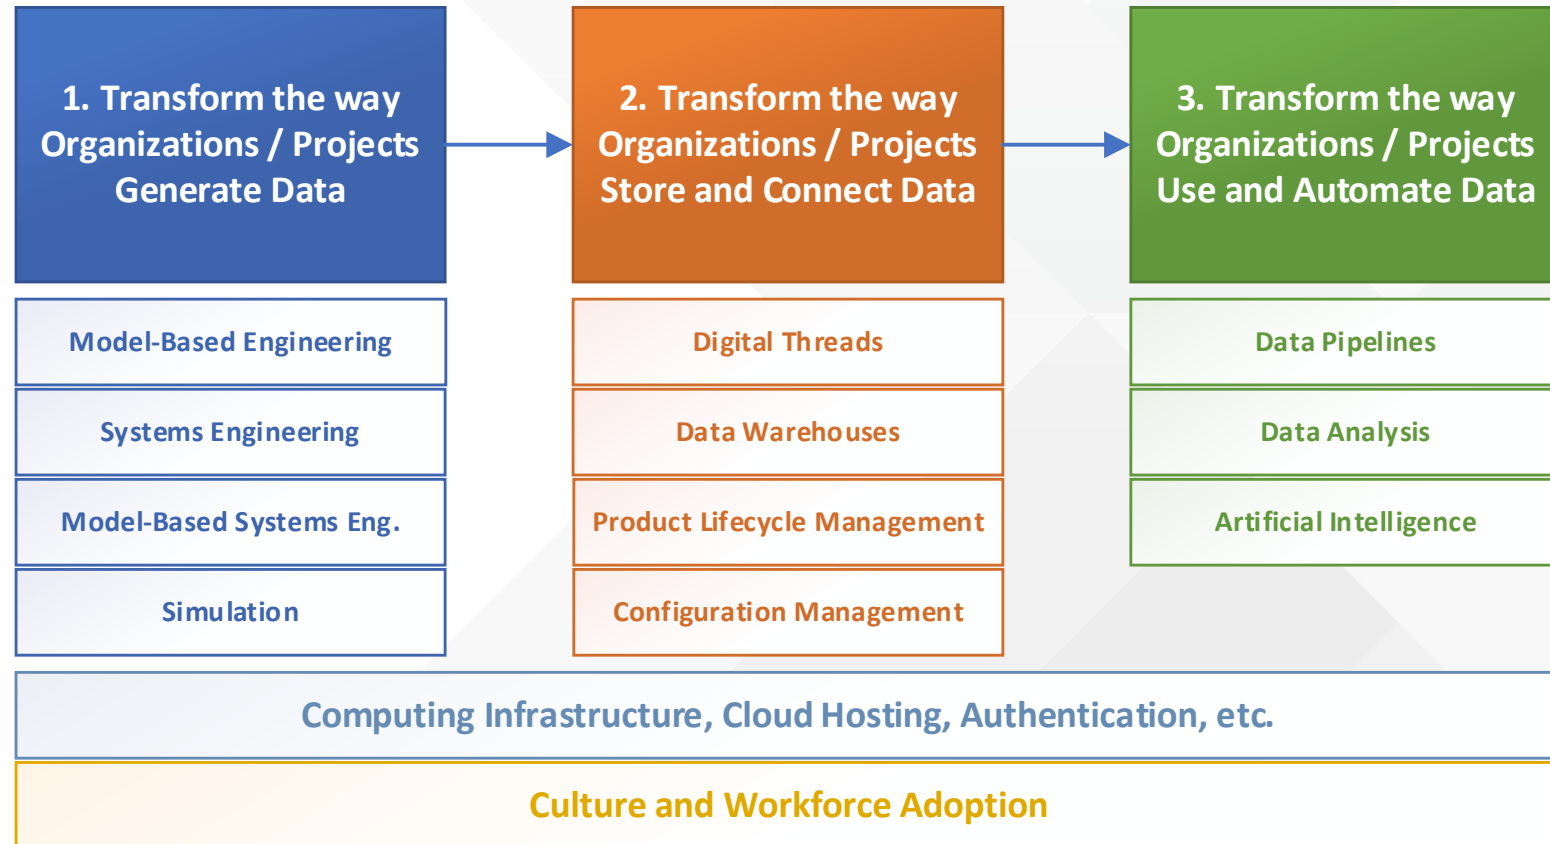 1. Transform the way
Organizations / Projects
Generate Data
2. Transform the way
Organizations / Projects
Store and Connect Data
3. Transform the way
Organizations / Projects
Use and Automate Data
Model-Based Engineering
Systems Engineering
Model-Based Systems Eng.
Simulation
Digital Threads
Data Warehouses
Product Lifecycle Management
Configuration Management
Data Pipelines
Data Analysis
Artificial Intelligence
Computing Infrastructure, Cloud Hosting, Authentication, etc.
Culture and Workforce Adoption